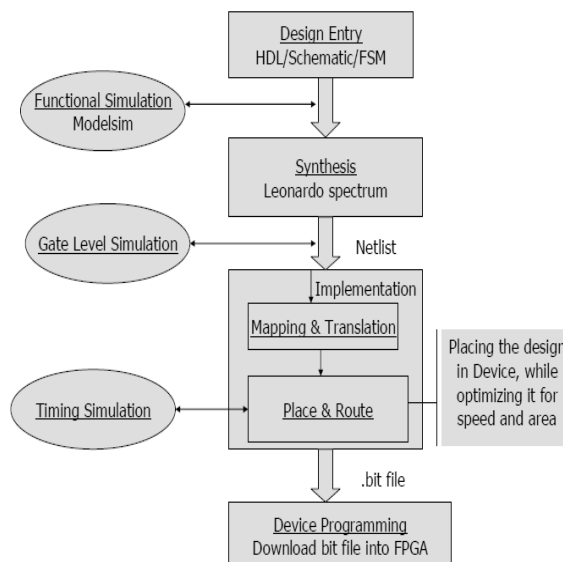 Design Entry
HDL/Schematic/FSM
Functional Simulation
Modelsim
Synthesis
Leonardo spectrum
Gate Level Simulation
Netlist
Implementation
Mapping & Translation
Placing the design
in Device, while
optimizing it for
speed and area
Timing Simulation
Place & Route
.bit file
Device Programming
Download bit file into FPGA